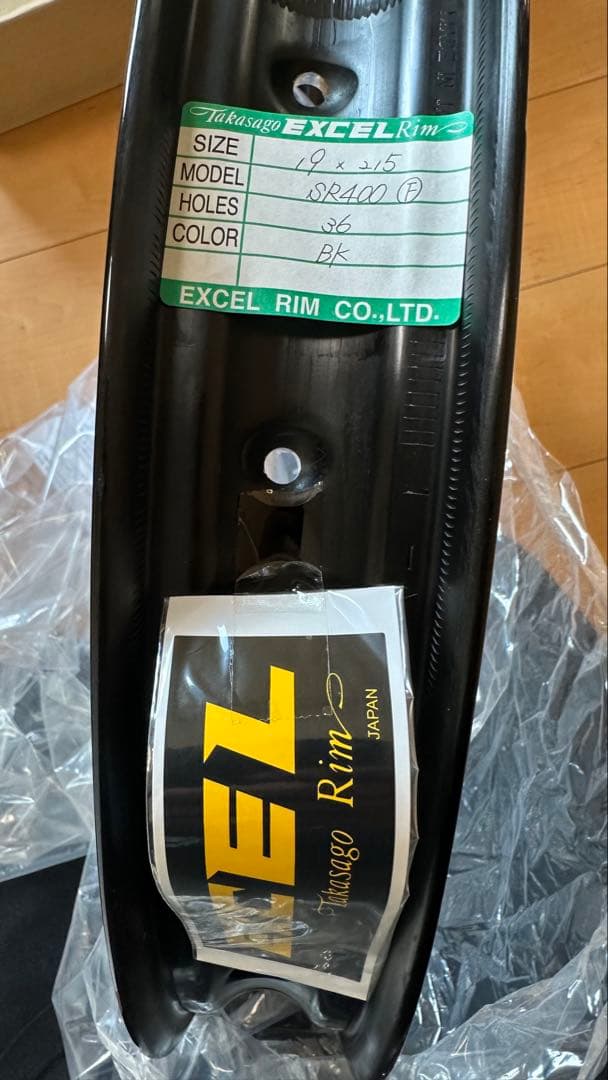 Takasago EXCEL Rim
SIZE 19 x 215
MODEL SR400 Ⓕ
HOLES 36
COLOR BK
EXCEL RIM CO.,LTD.
CEL
Takasago Rim
JAPAN